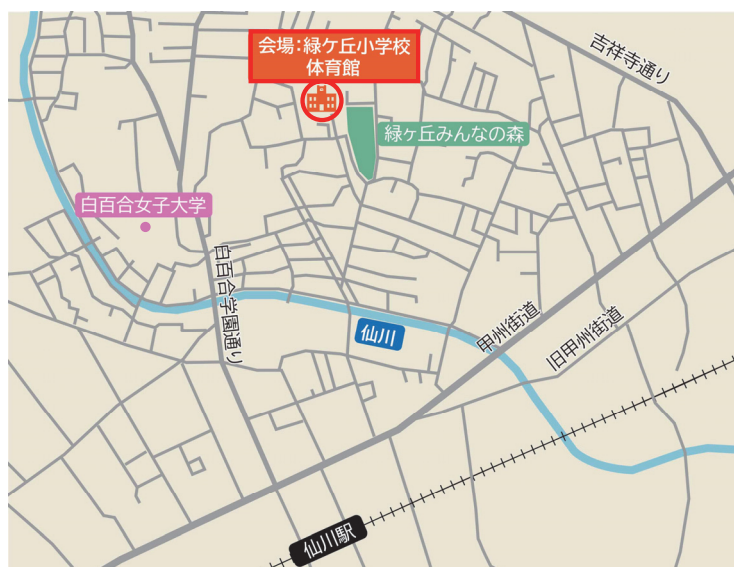 会場:緑ケ丘小学校
体育館
吉祥寺通り
緑ヶ丘みんなの森
白百合女子大学
白百合学園通り
仙川
甲州街道
旧甲州街道
仙川駅